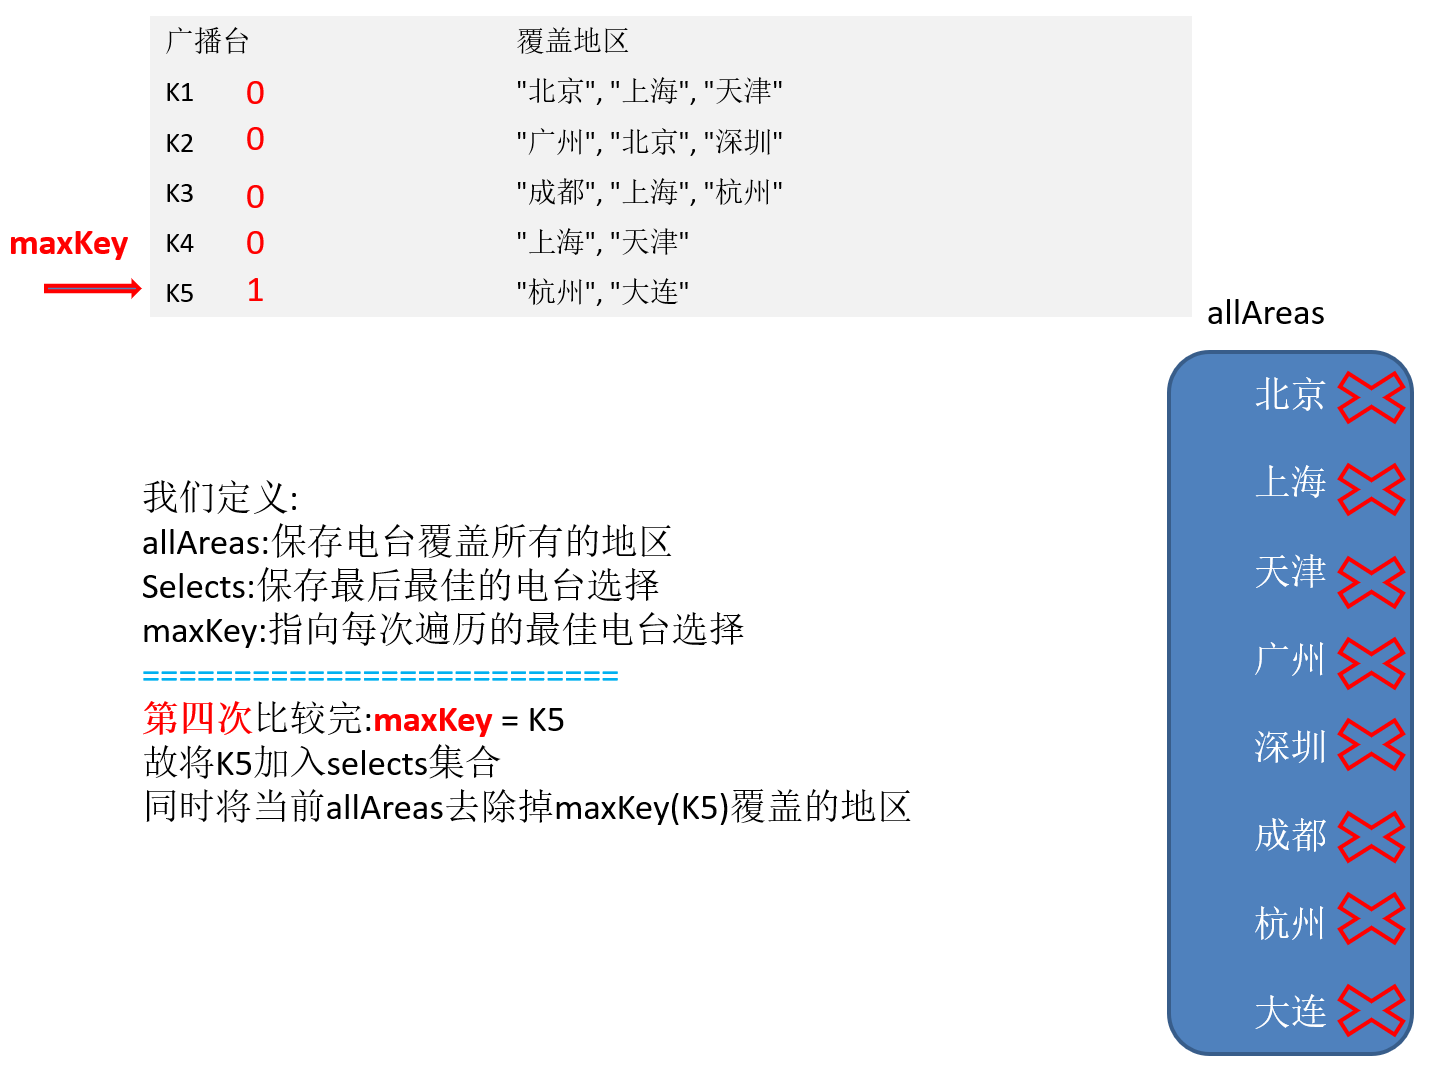 广播台 覆盖地区
K1 0 "北京", "上海", "天津"
K2 0 "广州", "北京", "深圳"
K3 0 "成都", "上海", "杭州"
maxKey K4 0 "上海", "天津"
K5 1 "杭州", "大连"
allAreas
北京
上海
天津
广州
深圳
成都
杭州
大连
我们定义:
allAreas:保存电台覆盖所有的地区
Selects:保存最后最佳的电台选择
maxKey:指向每次遍历的最佳电台选择
==========================
第四次比较完:maxKey = K5
故将K5加入selects集合
同时将当前allAreas去除掉maxKey(K5)覆盖的地区